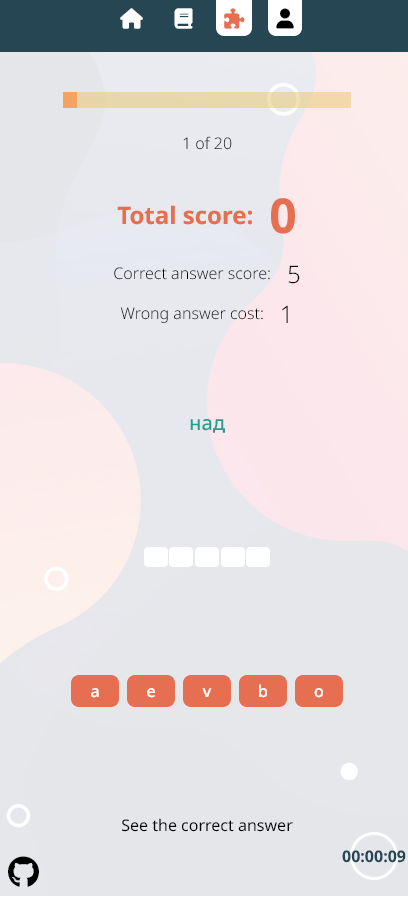 1 of 20
Total score: 0
Correct answer score: 5
Wrong answer cost: 1
над
a e v b o
See the correct answer
00:00:09